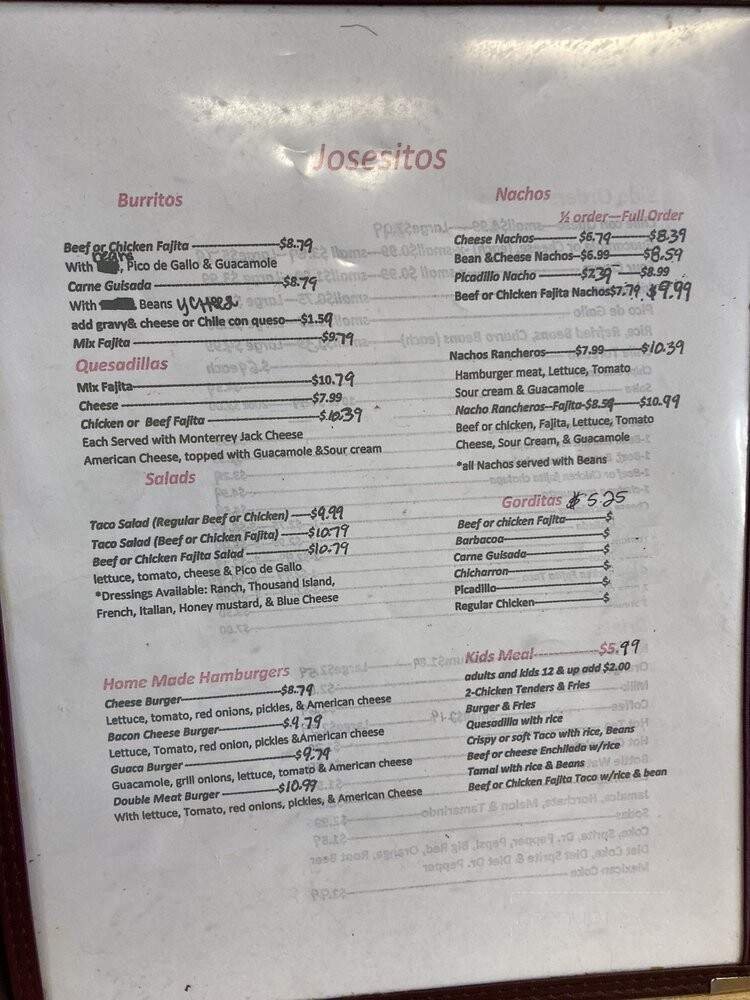 Josesitos
Burritos
Beef or Chicken Fajita $8.79
With beans, Pico de Gallo & Guacamole
Carne Guisada $8.79
With Beans y cheese
add gravy& cheese or Chile con queso $1.59
Mix Fajita $9.79
Quesadillas
Mix Fajita $10.79
Cheese $7.99
Chicken or Beef Fajita $10.39
Each Served with Monterrey Jack Cheese
American Cheese, topped with Guacamole &Sour cream
Salads
Taco Salad (Regular Beef or Chicken) $9.99
Taco Salad (Beef or Chicken Fajita) $10.79
Beef or Chicken Fajita Salad $10.79
lettuce, tomato, cheese & Pico de Gallo
*Dressings Available: Ranch, Thousand Island,
French, Italian, Honey mustard, & Blue Cheese
Home Made Hamburgers
Cheese Burger $8.79
Lettuce, tomato, red onions, pickles, & American cheese
Bacon Cheese Burger $.9.79
Lettuce, Tomato, red onion, pickles &American cheese
Guaca Burger $9.79
Guacamole, grill onions, lettuce, tomato & American cheese
Double Meat Burger $10.99
With lettuce, Tomato, red onions, pickles, & American Cheese
Nachos
½ order—Full Order
Cheese Nachos $6.79 $8.39
Bean &Cheese Nachos $6.99 $8.59
Picadillo Nacho $7.39 $8.99
Beef or Chicken Fajita Nachos $7.79 $9.99
Nachos Rancheros $7.99 $10.39
Hamburger meat, Lettuce, Tomato
Sour cream & Guacamole
Nacho Rancheros—Fajita-$8.59 $10.99
Beef or chicken, Fajita, Lettuce, Tomato
Cheese, Sour Cream, & Guacamole
*all Nachos served with Beans
Gorditas $5.25
Beef or chicken Fajita $
Barbacoa $
Carne Guisada $
Chicharron $
Picadillo $
Regular Chicken $
Kids Meal $5.99
adults and kids 12 & up add $2.00
2-Chicken Tenders & Fries
Burger & Fries
Quesadilla with rice
Crispy or soft Taco with rice, Beans
Beef or cheese Enchilada w/rice
Tamal with rice & Beans
Beef or Chicken Fajita Taco w/rice & bean